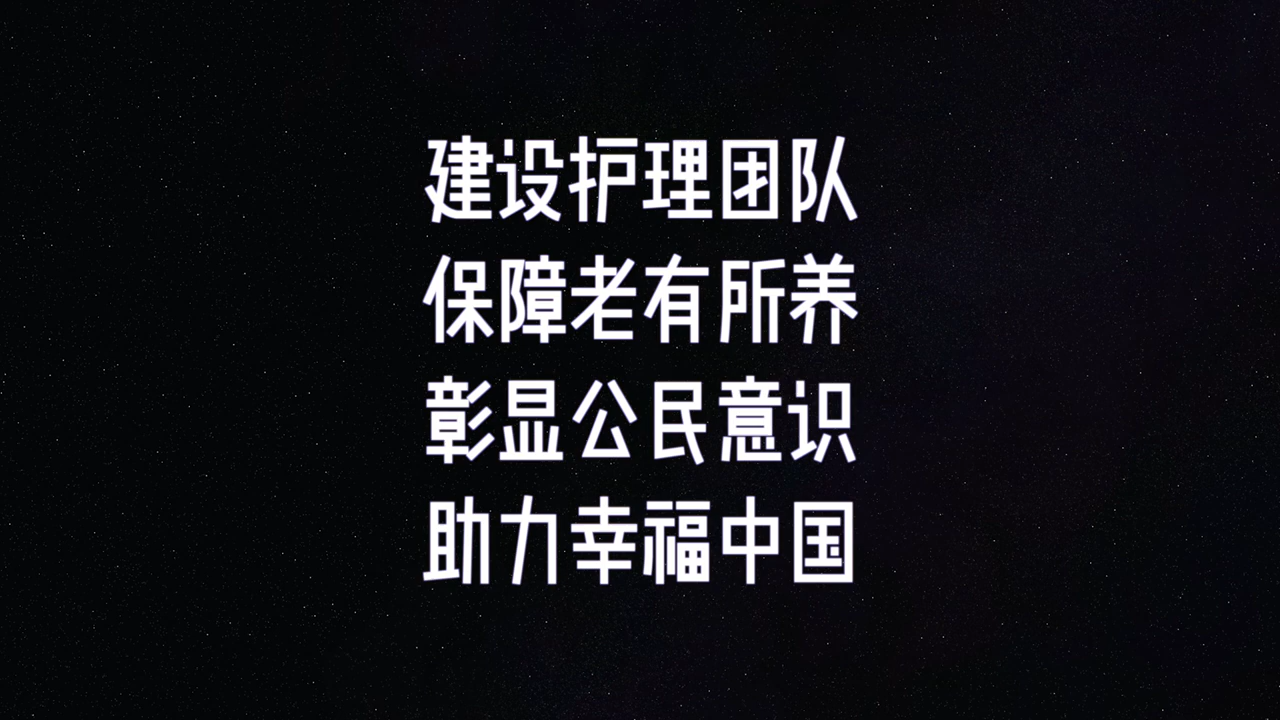 建设护理团队
保障老有所养
彰显公民意识
助力幸福中国